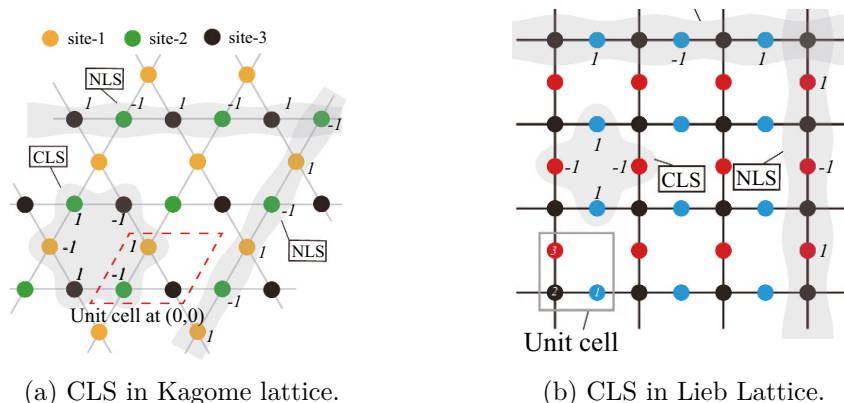 site-1 site-2 site-3
NLS
1 -1 1 -1 1 -1
CLS
1
1 -1 -1
-1 1 1
NLS
1 -1 -1
Unit cell at (0,0)
1
(a) CLS in Kagome lattice.
1 -1 1
1
1
-1 -1 CLS NLS -1
1
3 1
2 1
Unit cell
(b) CLS in Lieb Lattice.